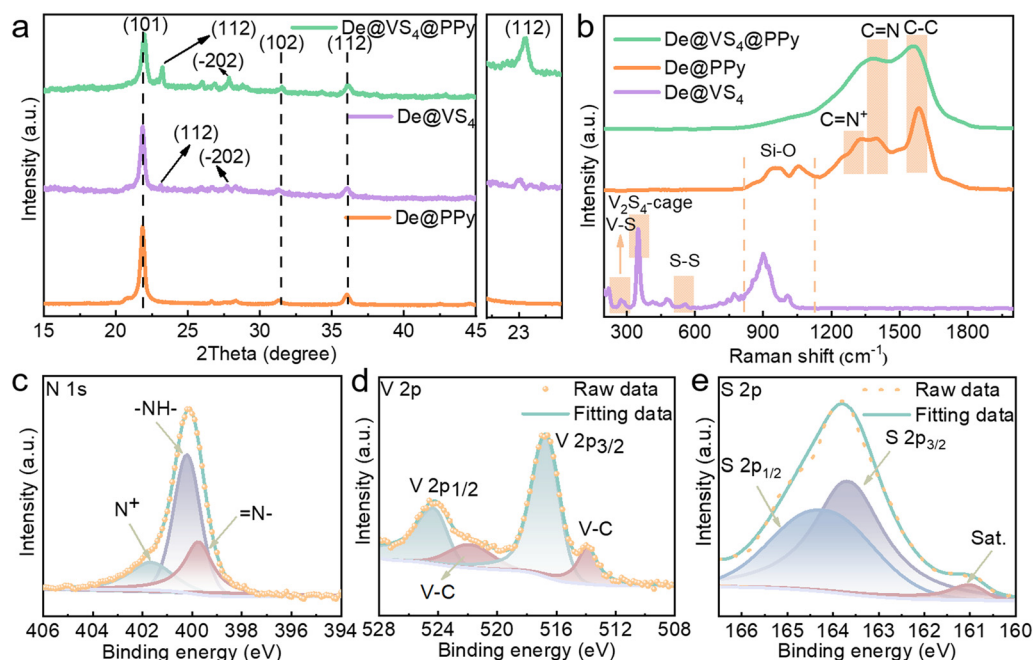 a
(101)
(112)
(-202)
(102)
(112)
De@VS4@PPy
(112)
(-202)
De@VS4
De@PPy
(112)
Intensity (a.u.)
15 20 25 30 35 40 45
23
2Theta (degree)
b
De@VS4@PPy
De@PPy
De@VS4
C=N
C-C
C=N+
Si-O
V2S4-cage
V-S
S-S
Intensity (a.u.)
300 600 900 1200 1500 1800
Raman shift (cm-1)
c
N 1s
-NH-
N+
=N-
Intensity (a.u.)
406 404 402 400 398 396 394
Binding energy (eV)
d
V 2p
Raw data
Fitting data
V 2p3/2
V 2p1/2
V-C
V-C
Intensity (a.u.)
528 524 520 516 512 508
Binding energy (eV)
e
S 2p
Raw data
Fitting data
S 2p3/2
S 2p1/2
Sat.
Intensity (a.u.)
166 165 164 163 162 161 160
Binding energy (eV)